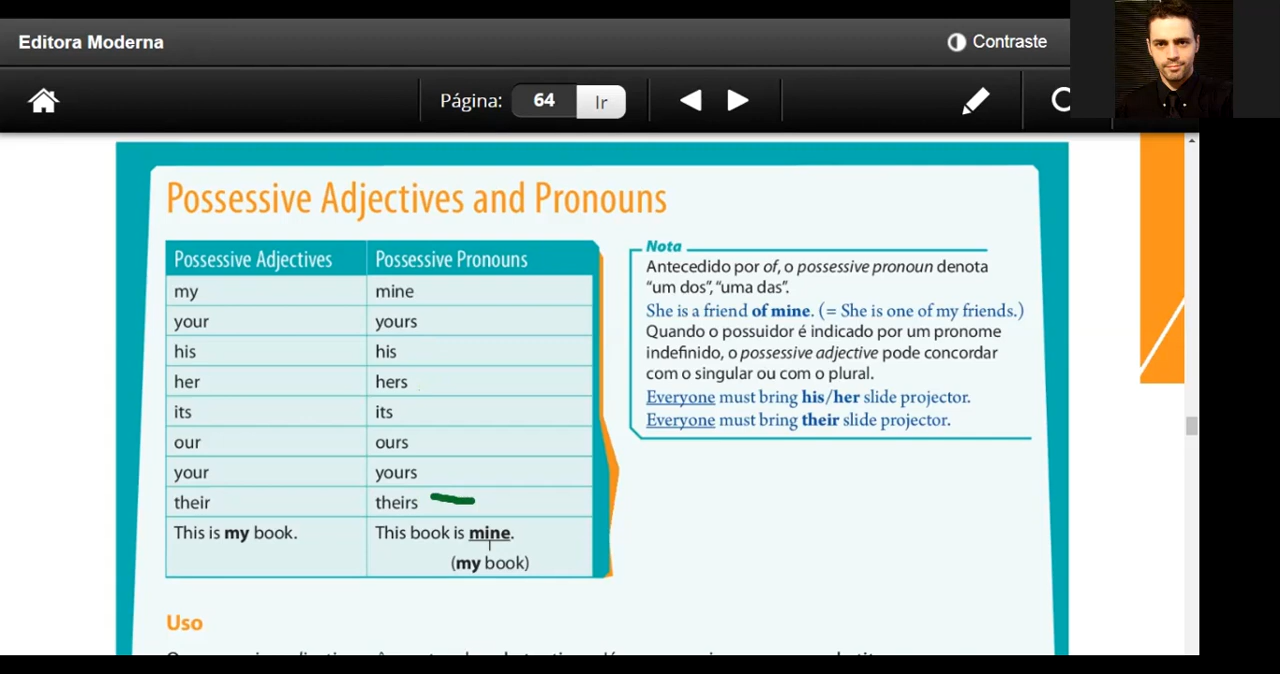 Editora Moderna
Contraste
Página: 64 Ir
Possessive Adjectives and Pronouns
Possessive Adjectives Possessive Pronouns
my mine
your yours
his his
her hers
its its
our ours
your yours
their theirs
This is my book. This book is mine.
(my book)
Nota
Antecedido por of, o possessive pronoun denota
“um dos”, “uma das”.
She is a friend of mine. (= She is one of my friends.)
Quando o possuidor é indicado por um pronome
indefinido, o possessive adjective pode concordar
com o singular ou com o plural.
Everyone must bring his/her slide projector.
Everyone must bring their slide projector.
Uso